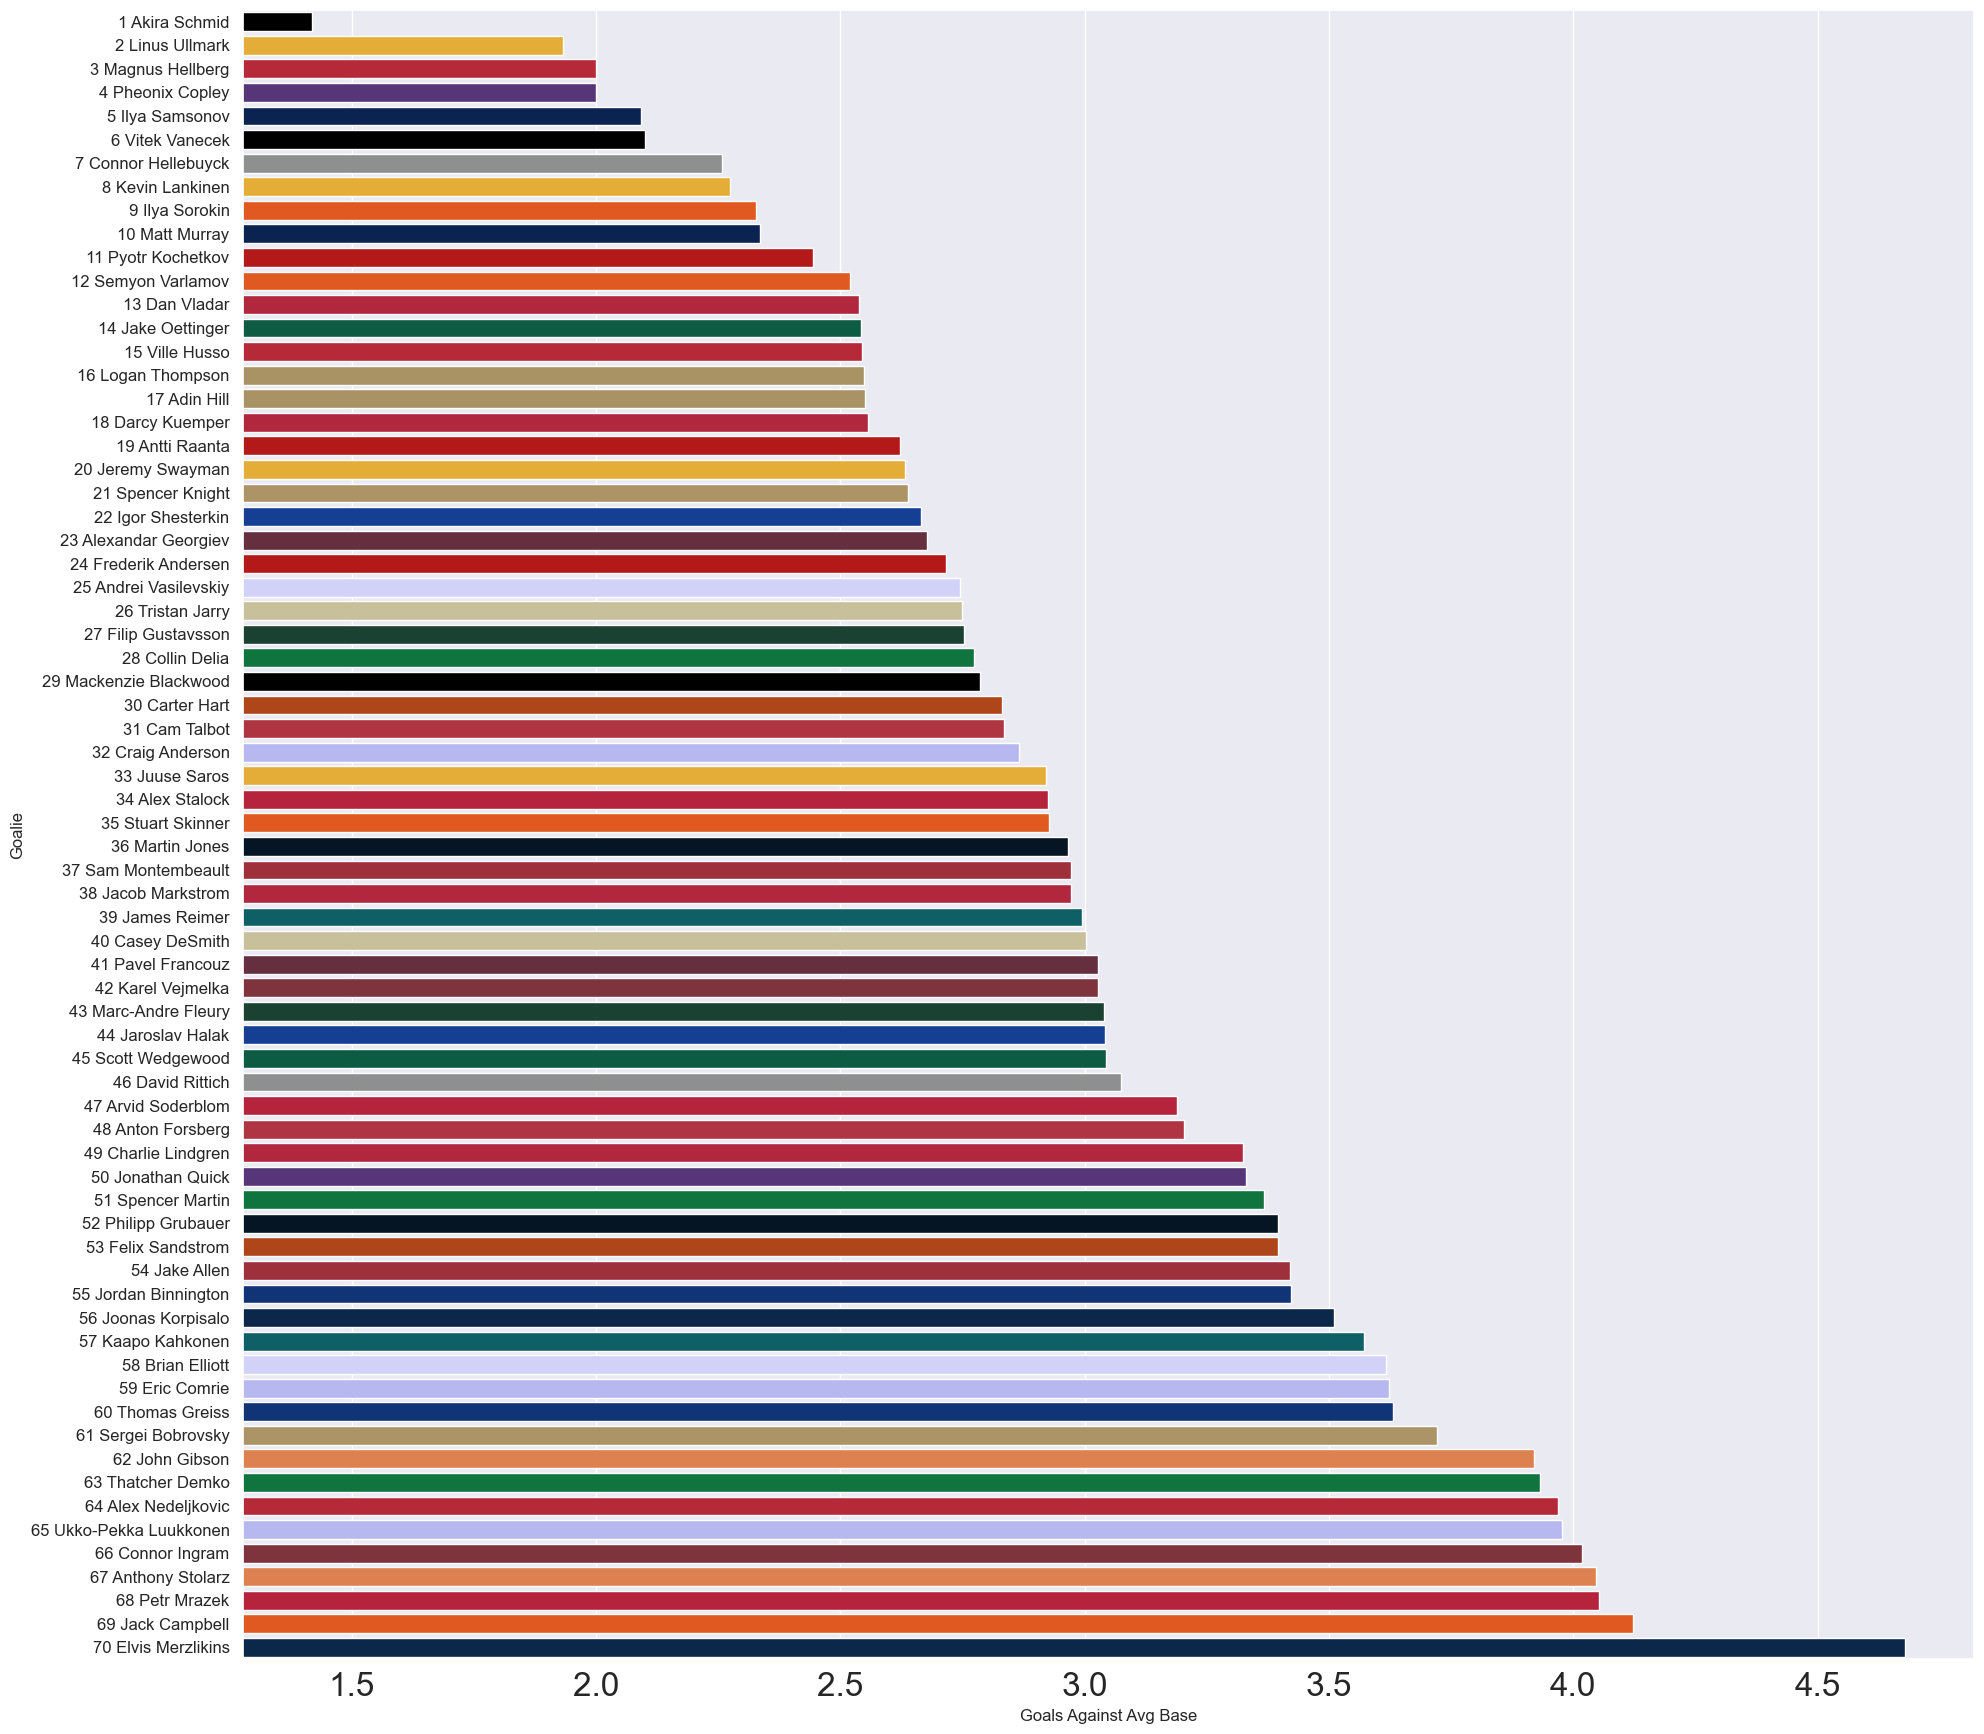 1 Akira Schmid
2 Linus Ullmark
3 Magnus Hellberg
4 Pheonix Copley
5 Ilya Samsonov
6 Vitek Vanecek
7 Connor Hellebuyck
8 Kevin Lankinen
9 Ilya Sorokin
10 Matt Murray
11 Pyotr Kochetkov
12 Semyon Varlamov
13 Dan Vladar
14 Jake Oettinger
15 Ville Husso
16 Logan Thompson
17 Adin Hill
18 Darcy Kuemper
19 Antti Raanta
20 Jeremy Swayman
21 Spencer Knight
22 Igor Shesterkin
23 Alexandar Georgiev
24 Frederik Andersen
25 Andrei Vasilevskiy
26 Tristan Jarry
27 Filip Gustavsson
28 Collin Delia
29 Mackenzie Blackwood
30 Carter Hart
31 Cam Talbot
32 Craig Anderson
33 Juuse Saros
34 Alex Stalock
35 Stuart Skinner
36 Martin Jones
37 Sam Montembeault
38 Jacob Markstrom
39 James Reimer
40 Casey DeSmith
41 Pavel Francouz
42 Karel Vejmelka
43 Marc-Andre Fleury
44 Jaroslav Halak
45 Scott Wedgewood
46 David Rittich
47 Arvid Soderblom
48 Anton Forsberg
49 Charlie Lindgren
50 Jonathan Quick
51 Spencer Martin
52 Philipp Grubauer
53 Felix Sandstrom
54 Jake Allen
55 Jordan Binnington
56 Joonas Korpisalo
57 Kaapo Kahkonen
58 Brian Elliott
59 Eric Comrie
60 Thomas Greiss
61 Sergei Bobrovsky
62 John Gibson
63 Thatcher Demko
64 Alex Nedeljkovic
65 Ukko-Pekka Luukkonen
66 Connor Ingram
67 Anthony Stolarz
68 Petr Mrazek
69 Jack Campbell
70 Elvis Merzlikins
Goalie
1.5 2.0 2.5 3.0 3.5 4.0 4.5
Goals Against Avg Base